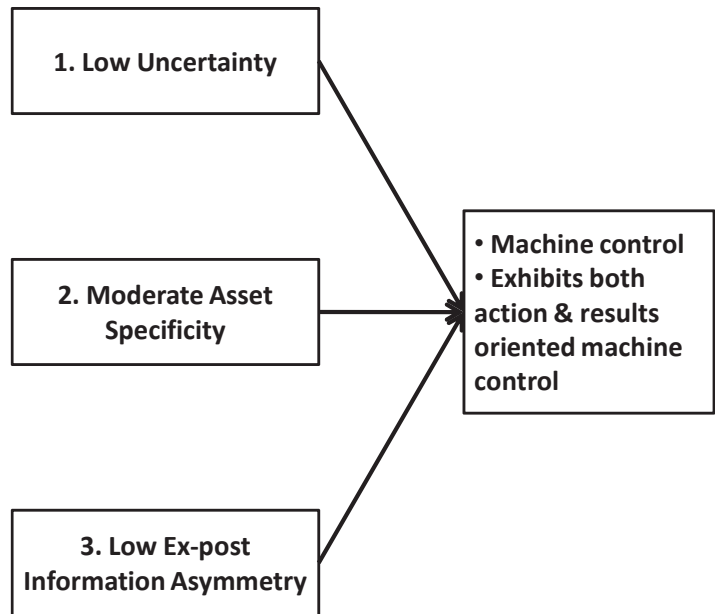 1. Low Uncertainty
2. Moderate Asset
Specificity
3. Low Ex-post
Information Asymmetry
• Machine control
• Exhibits both
action & results
oriented machine
control